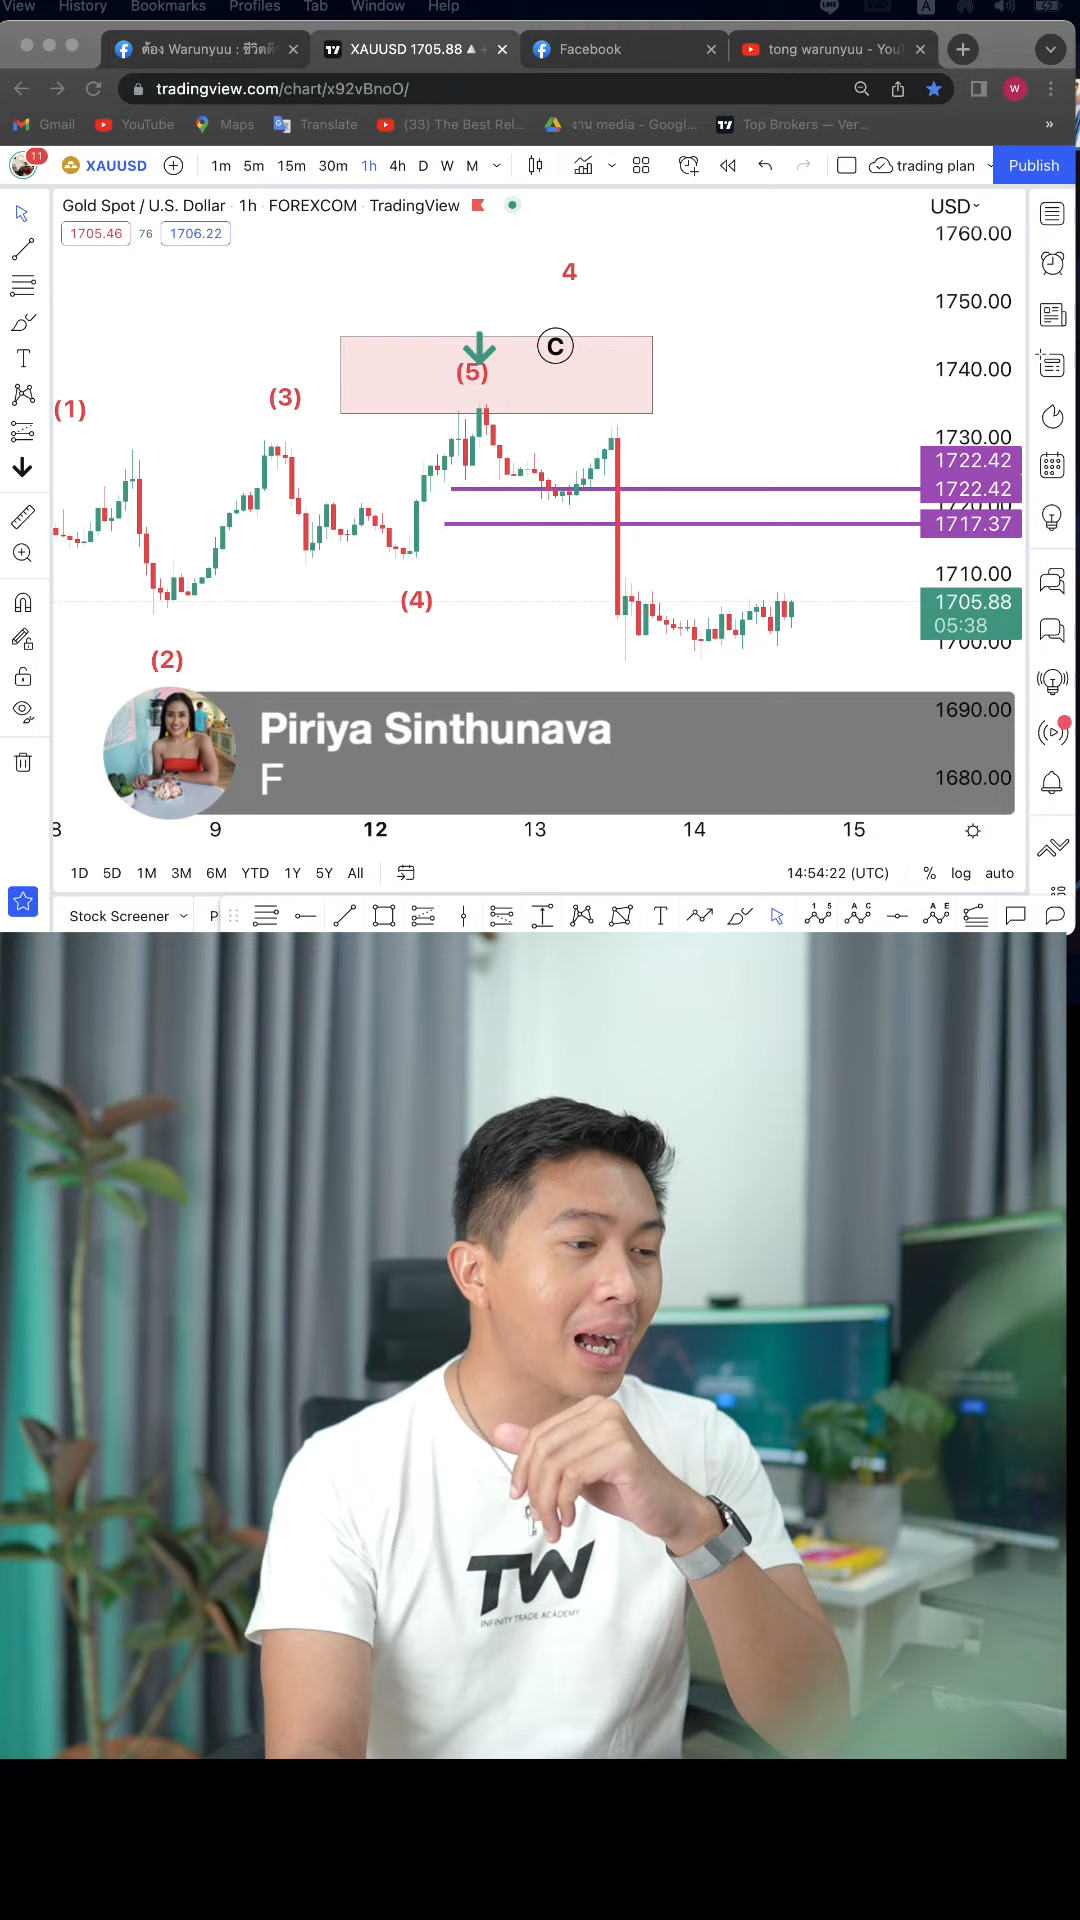 View History Bookmarks Profiles Tab Window Help A
ต้อง Warunyuu : ชีวิตดี XAUUSD 1705.88 Facebook tong warunyuu - You
tradingview.com/chart/x92vBnoO/ W
Gmail YouTube Maps Translate (33) The Best Rel... งาน media - Googl... Top Brokers — Ver... »
11 XAUUSD 1m 5m 15m 30m 1h 4h D W M trading plan Publish
Gold Spot / U.S. Dollar · 1h · FOREXCOM · TradingView USD
1705.46 76 1706.22 1760.00
4
1750.00
C
1740.00
(5)
(3)
(1)
1730.00
1722.42
1722.42
1717.37
1710.00
(4) 1705.88
05:38
1700.00
(2)
Piriya Sinthunava 1690.00
F 1680.00
8 9 12 13 14 15
1D 5D 1M 3M 6M YTD 1Y 5Y All 14:54:22 (UTC) % log auto
Stock Screener P
TW
INFINITY TRADE ACADEMY